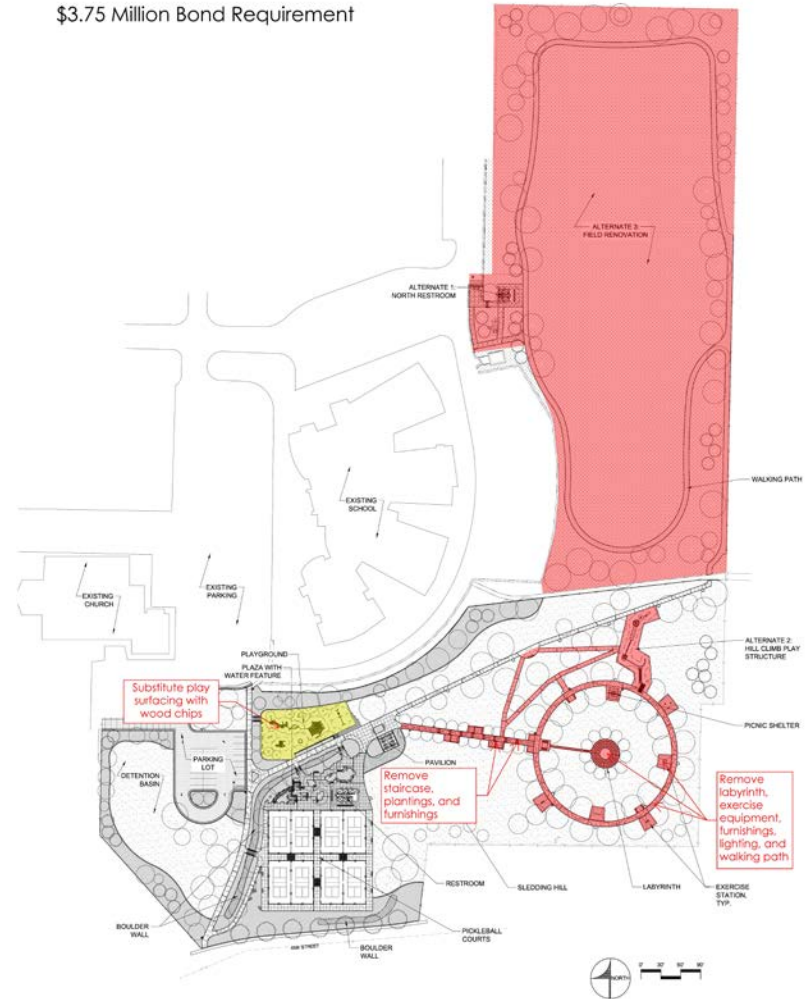 $3.75 Million Bond Requirement
ALTERNATE 3:
FIELD RENOVATION
ALTERNATE 1:
NORTH RESTROOM
WALKING PATH
EXISTING
SCHOOL
EXISTING
CHURCH
EXISTING
PARKING
PLAYGROUND
PLAZA WITH
WATER FEATURE
ALTERNATE 2:
HILL CLIMB PLAY
STRUCTURE
Substitute play
surfacing with
wood chips
PICNIC SHELTER
PARKING
LOT
DETENTION
BASIN
PAVILION
Remove
staircase,
plantings, and
furnishings
Remove
labyrinth,
exercise
equipment,
furnishings,
lighting, and
walking path
RESTROOM
SLEDDING HILL
LABYRINTH
EXERCISE
STATION,
TYP.
BOULDER
WALL
PICKLEBALL
COURTS
STREET
BOULDER
WALL
NORTH